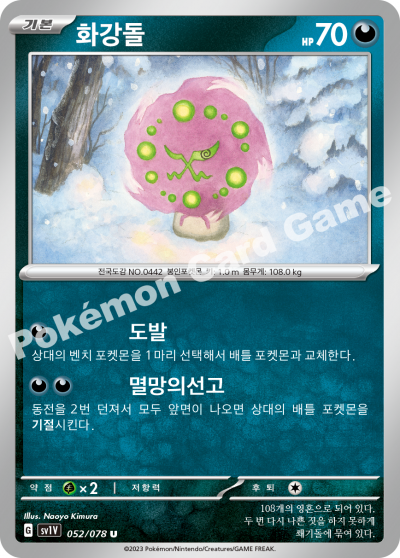 기본 화강돌 HP 70
전국도감 NO.0442 봉인포켓몬 키: 1.0 m 몸무게: 108.0 kg
도발
상대의 벤치 포켓몬을 1마리 선택해서 배틀 포켓몬과 교체한다.
멸망의선고
동전을 2번 던져서 모두 앞면이 나오면 상대의 배틀 포켓몬을
기절시킨다.
약점 ×2 저항력 후퇴
Illus. Naoyo Kimura
G sv1V 052/078 U
108개의 영혼으로 되어 있다.
두 번 다시 나쁜 짓을 하지 못하게
쐐기돌에 묶여 있다.
©2023 Pokémon/Nintendo/Creatures/GAME FREAK.
Pokémon Card Game